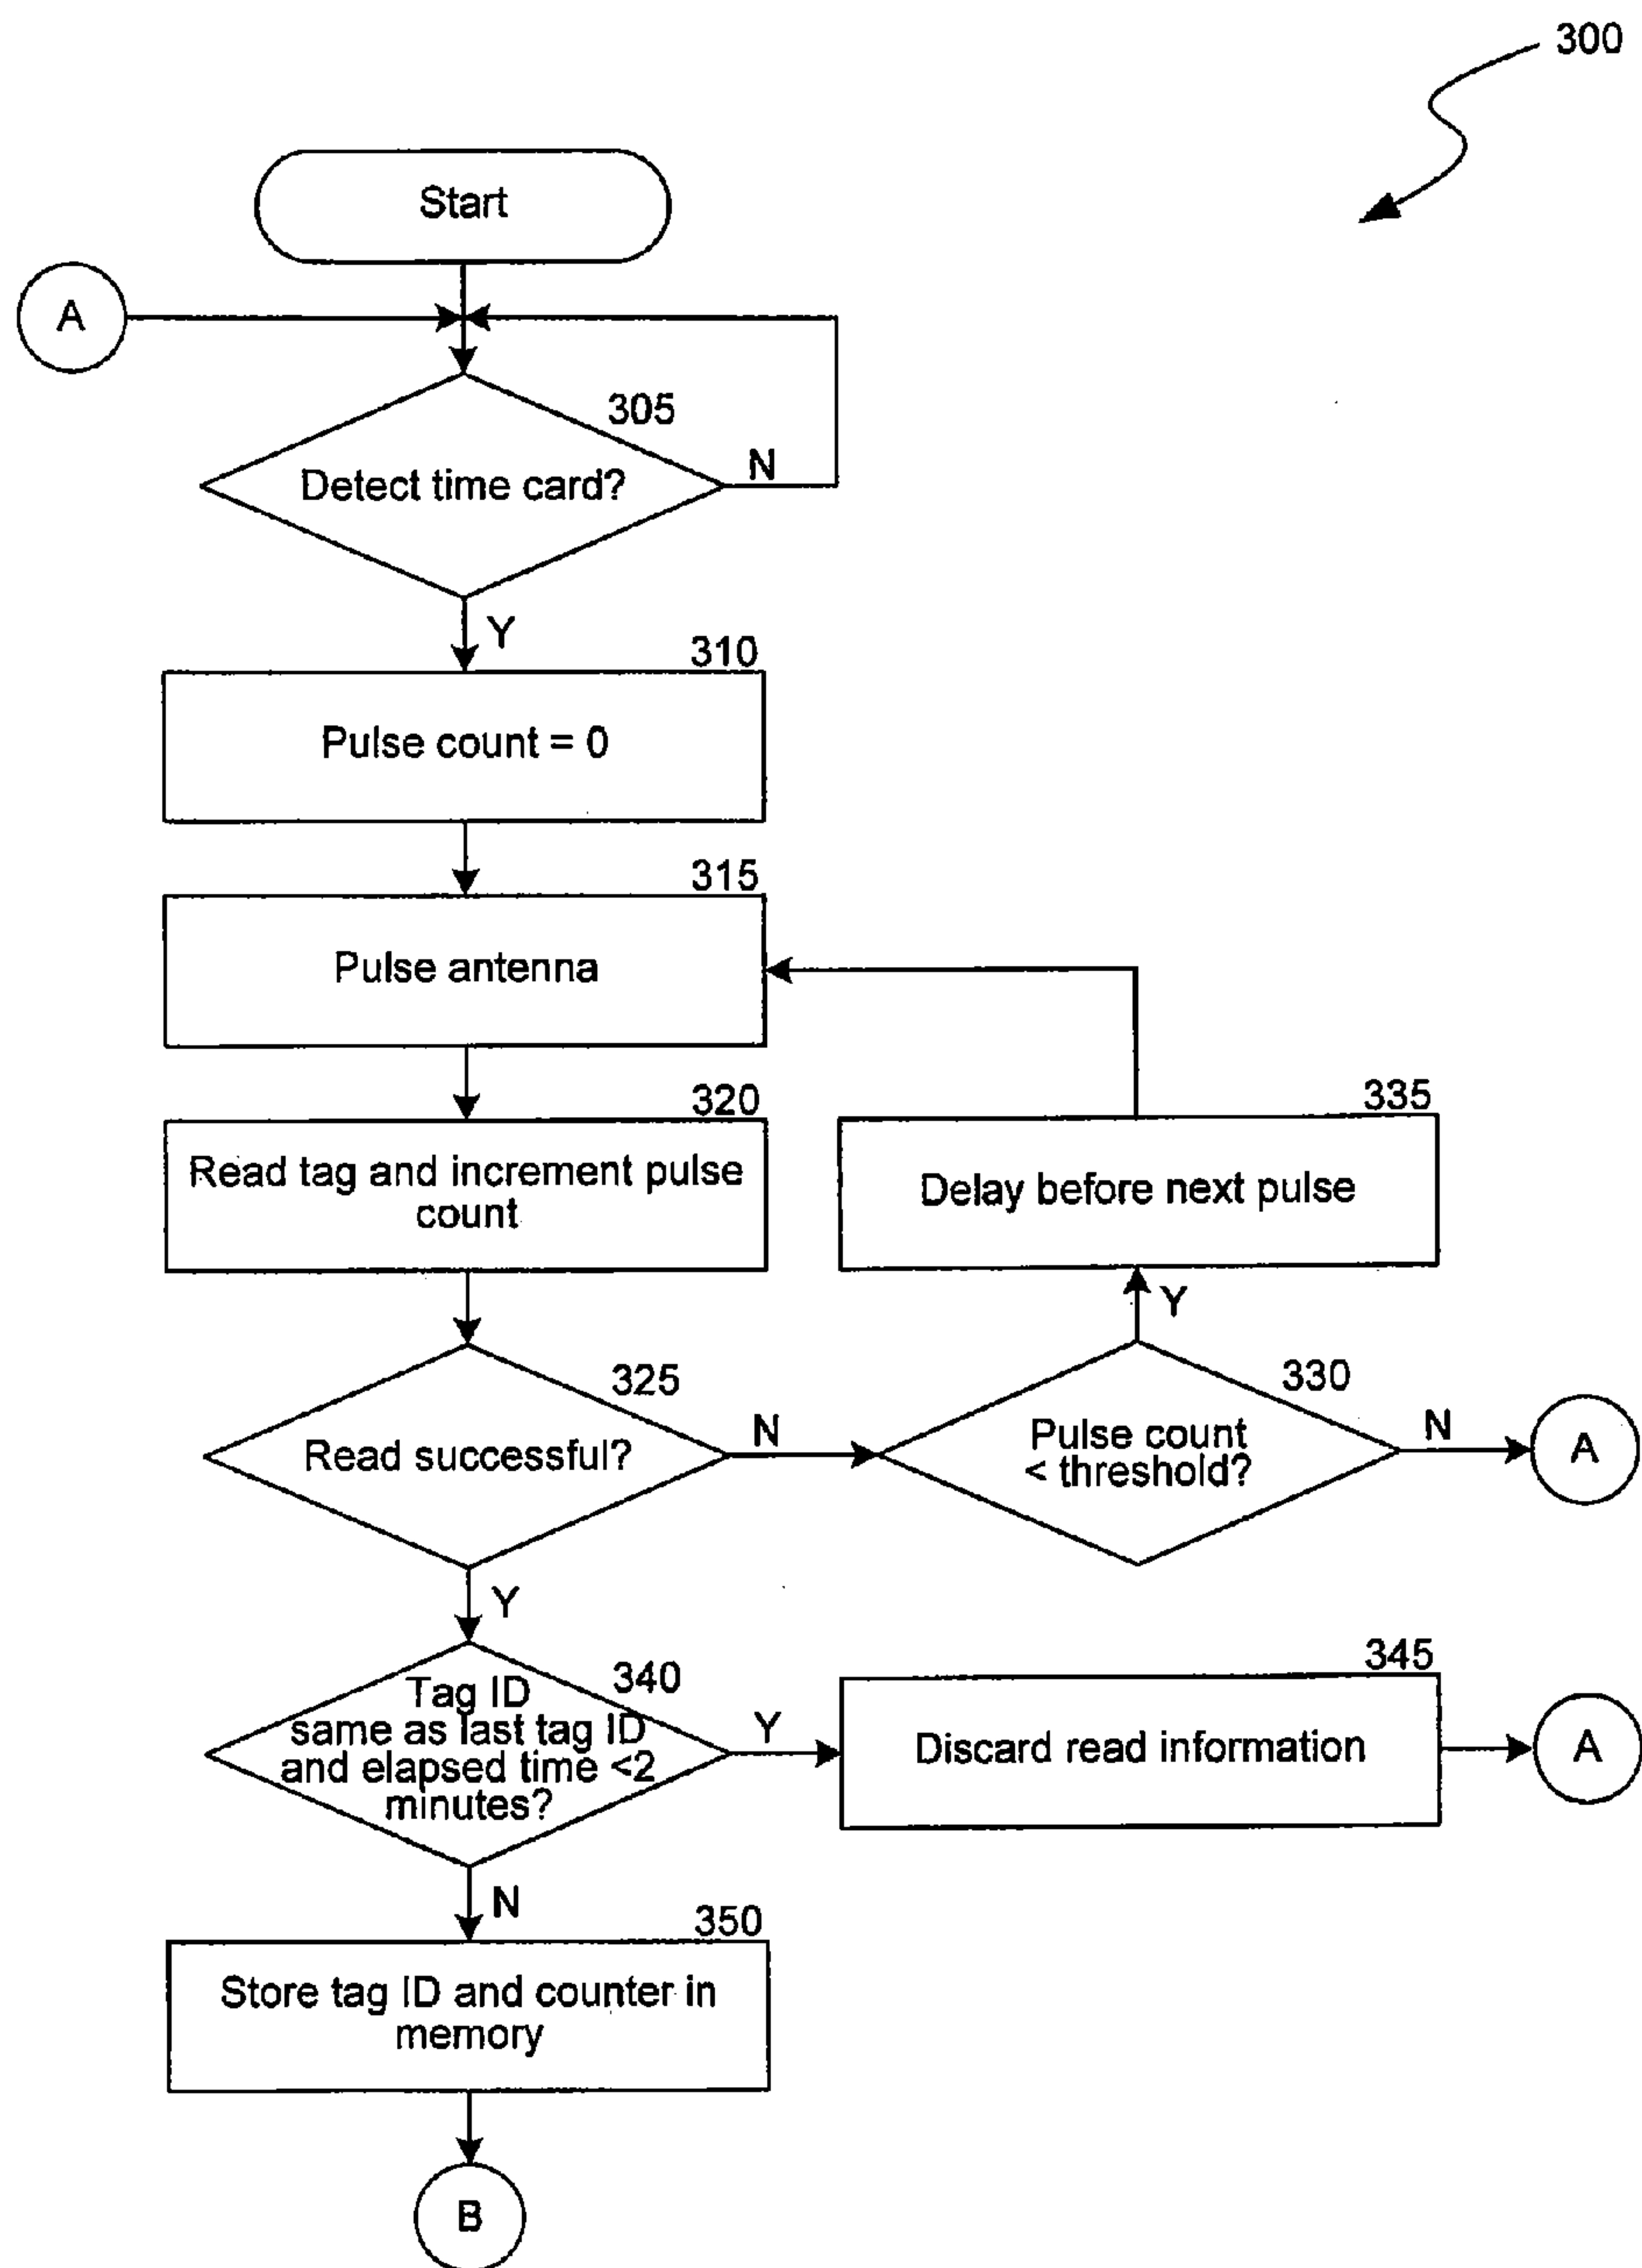 300
Start
A
305
Detect time card?
N
Y
310
Pulse count = 0
315
Pulse antenna
320
Read tag and increment pulse
count
335
Delay before next pulse
Y
325
Read successful?
N
330
Pulse count
< threshold?
N
A
Y
340
Tag ID
same as last tag ID
and elapsed time <2
minutes?
Y
345
Discard read information
A
N
350
Store tag ID and counter in
memory
B